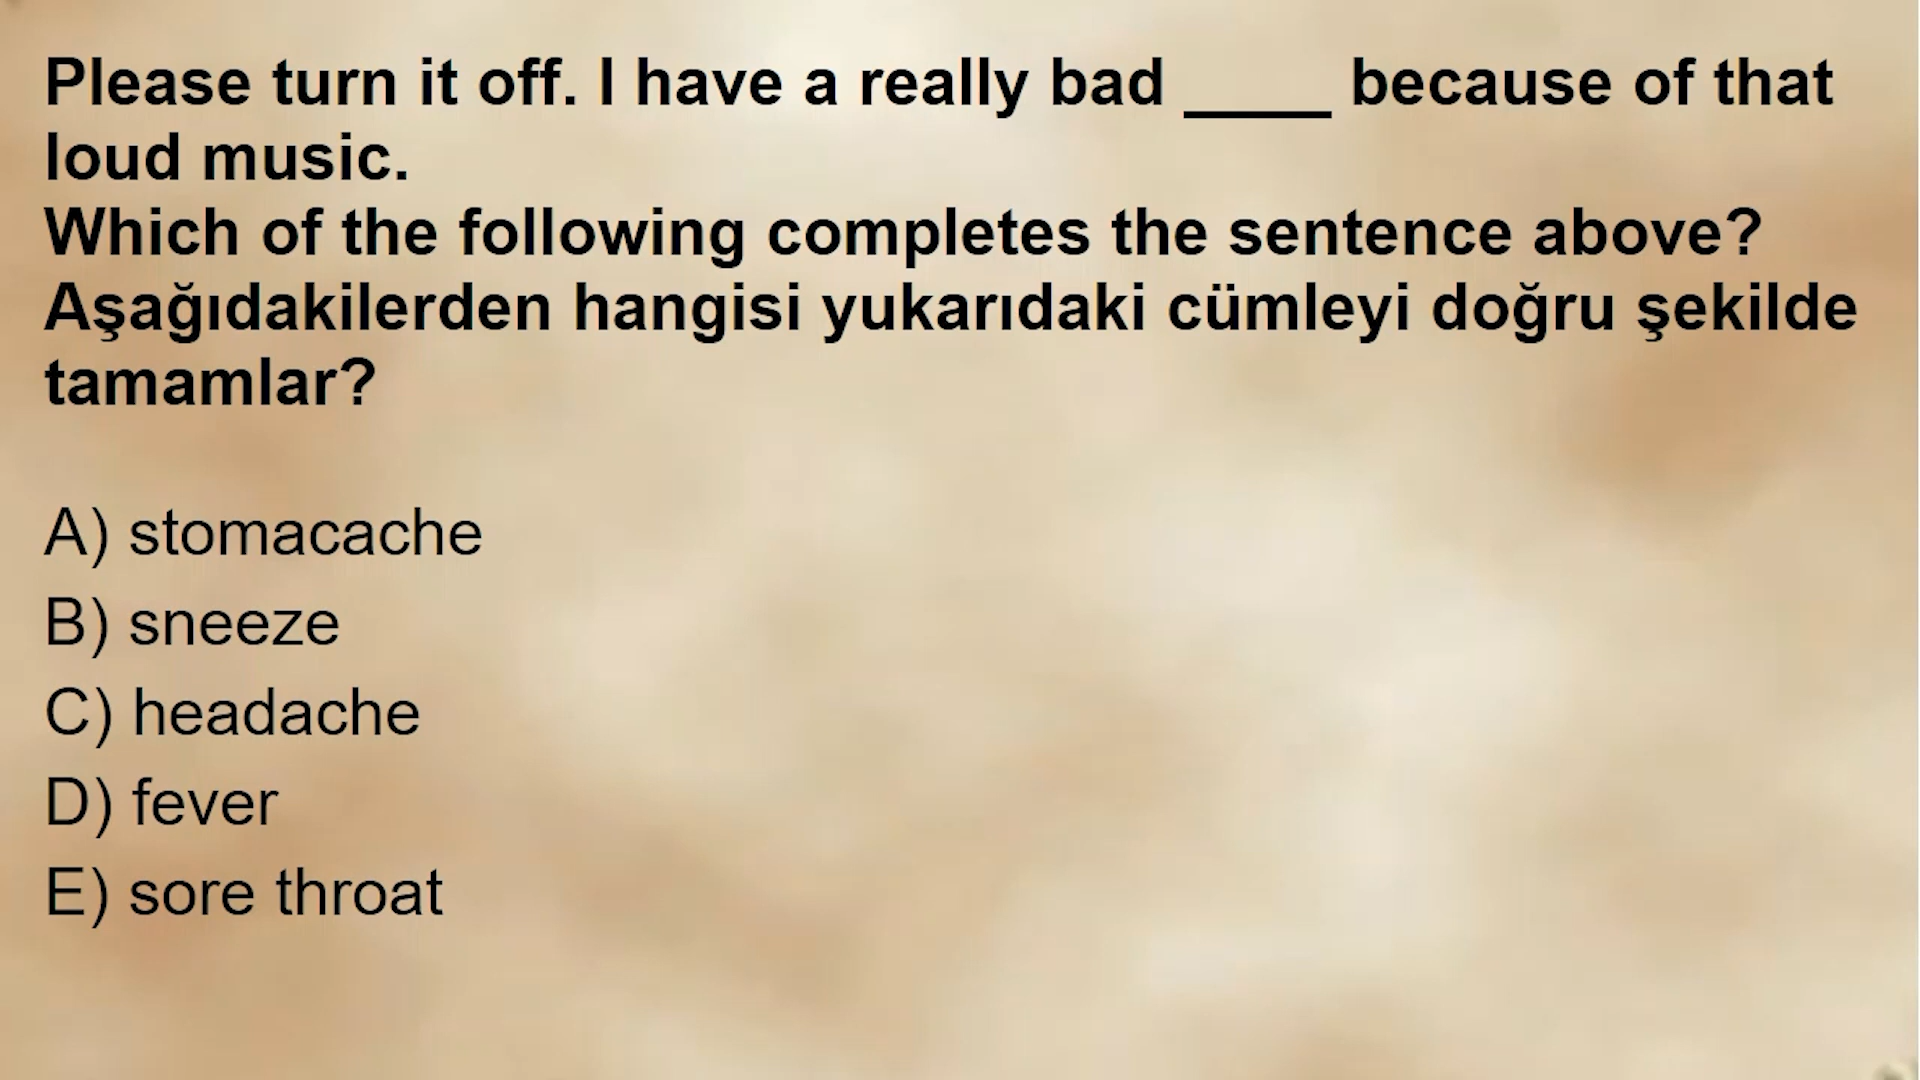 Please turn it off. I have a really bad ____ because of that
loud music.
Which of the following completes the sentence above?
Aşağıdakilerden hangisi yukarıdaki cümleyi doğru şekilde
tamamlar?
A) stomacache
B) sneeze
C) headache
D) fever
E) sore throat